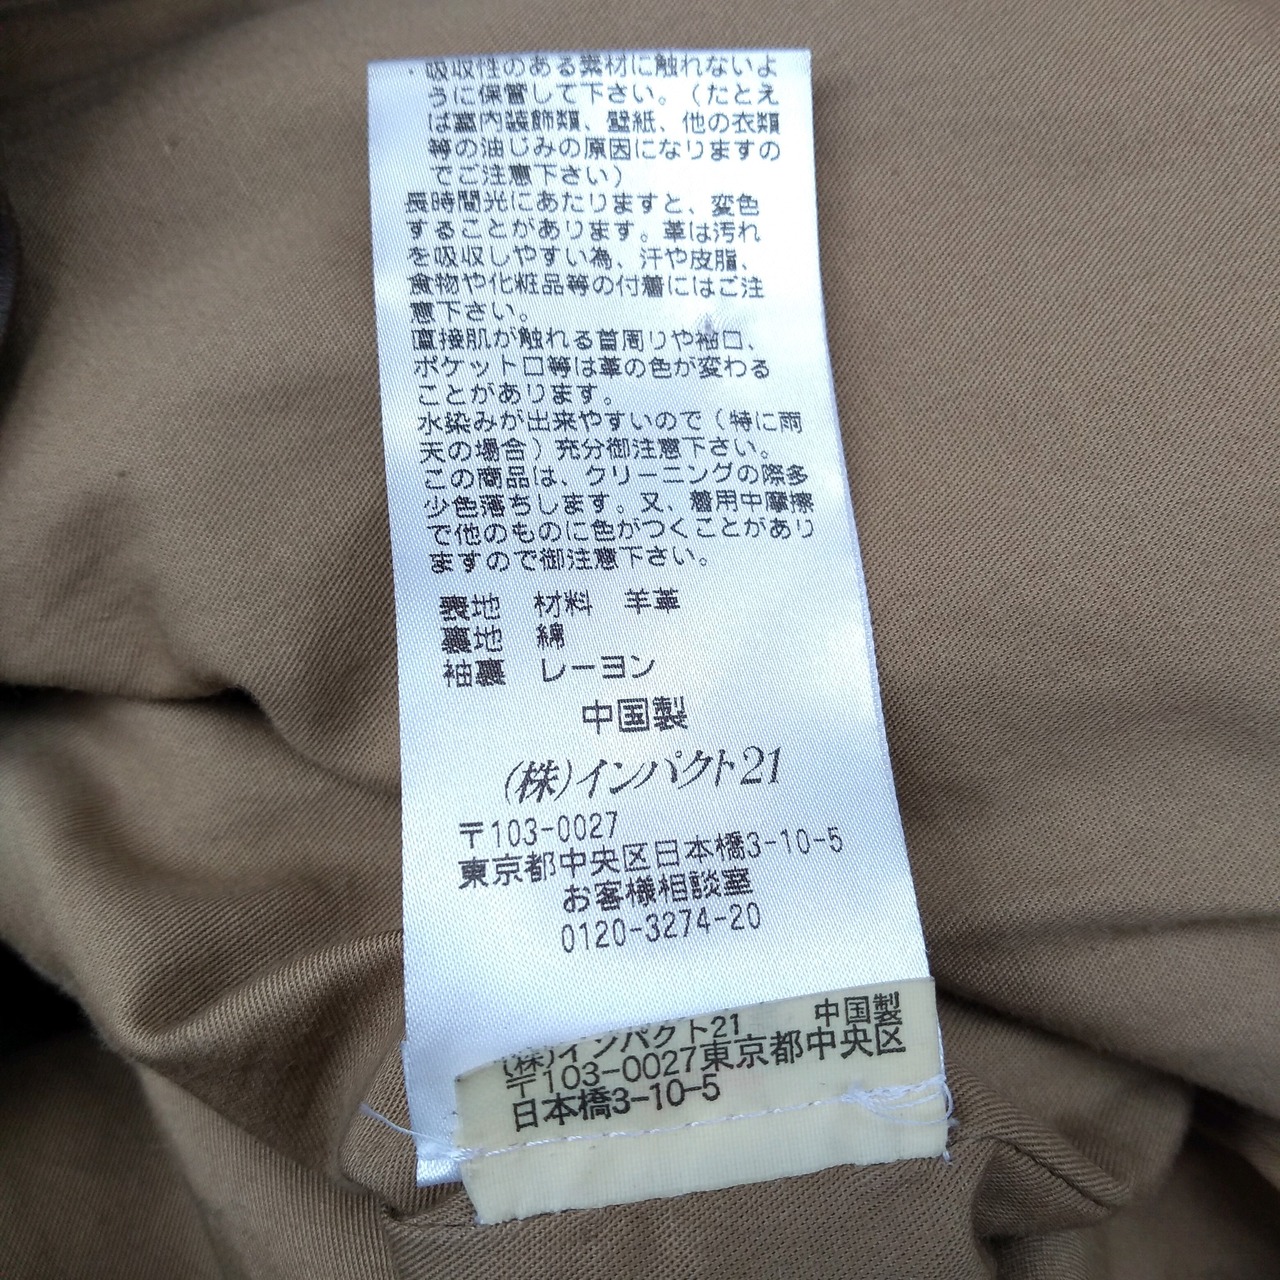 ・吸収性のある素材に触れないよ
うに保管して下さい。（たとえ
ば室内装飾類、壁紙、他の衣類
等の油じみの原因になりますの
でご注意下さい）
長時間光にあたりますと、変色
することがあります。革は汚れ
を吸収しやすい為、汗や皮脂、
食物や化粧品等の付着にはご注
意下さい。
直接肌が触れる首周りや袖口、
ポケット口等は革の色が変わる
ことがあります。
水染みが出来やすいので（特に雨
天の場合）充分御注意下さい。
この商品は、クリーニングの際多
少色落ちします。又、着用中摩擦
で他のものに色がつくことがあり
ますので御注意下さい。
表地 材料 羊革
裏地 綿
袖裏 レーヨン
中国製
(株)インパクト21
〒103-0027
東京都中央区日本橋3-10-5
お客様相談室
0120-3274-20
中国製
(株)インパクト21
〒103-0027東京都中央区
日本橋3-10-5